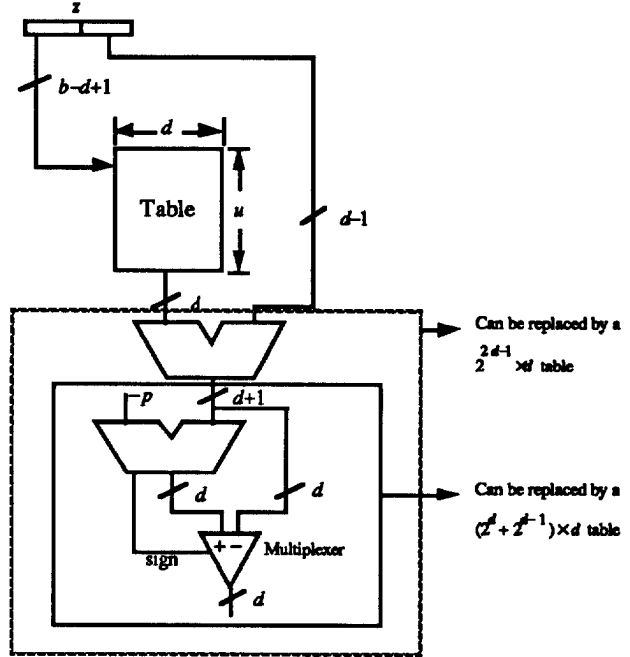 z
b−d+1
d
Table
u
d−1
d
Can be replaced by a
2^{2d−1} × d table
−p
d+1
d
d
Can be replaced by a
(2^d + 2^{d−1}) × d table
+ −
Multiplexer
sign
d